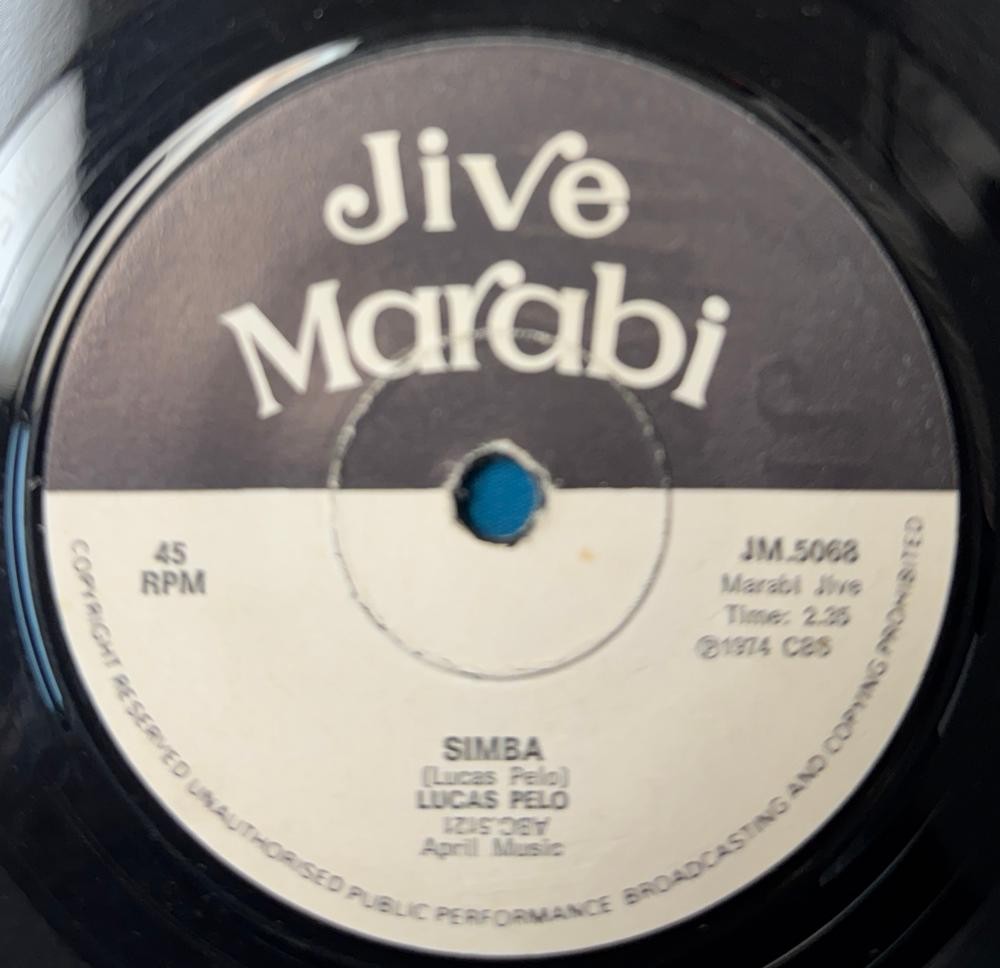 Jive
Marabi
45
RPM
JM.5068
Marabi Jive
Time: 2.35
℗1974 CBS
SIMBA
(Lucas Pelo)
LUCAS PELO
ABC.5121
April Music
COPYRIGHT RESERVED UNAUTHORISED PUBLIC PERFORMANCE BROADCASTING AND COPYING PROHIBITED